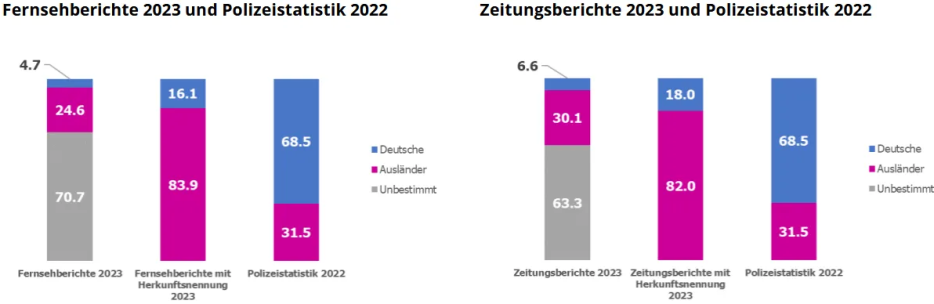 Fernsehberichte 2023 und Polizeistatistik 2022
4.7
24.6
70.7
16.1
83.9
68.5
31.5
Deutsche
Ausländer
Unbestimmt
Fernsehberichte 2023
Fernsehberichte mit
Herkunftsnennung
2023
Polizeistatistik 2022
Zeitungsberichte 2023 und Polizeistatistik 2022
6.6
30.1
63.3
18.0
82.0
68.5
31.5
Deutsche
Ausländer
Unbestimmt
Zeitungsberichte 2023
Zeitungsberichte mit
Herkunftsnennung
2023
Polizeistatistik 2022